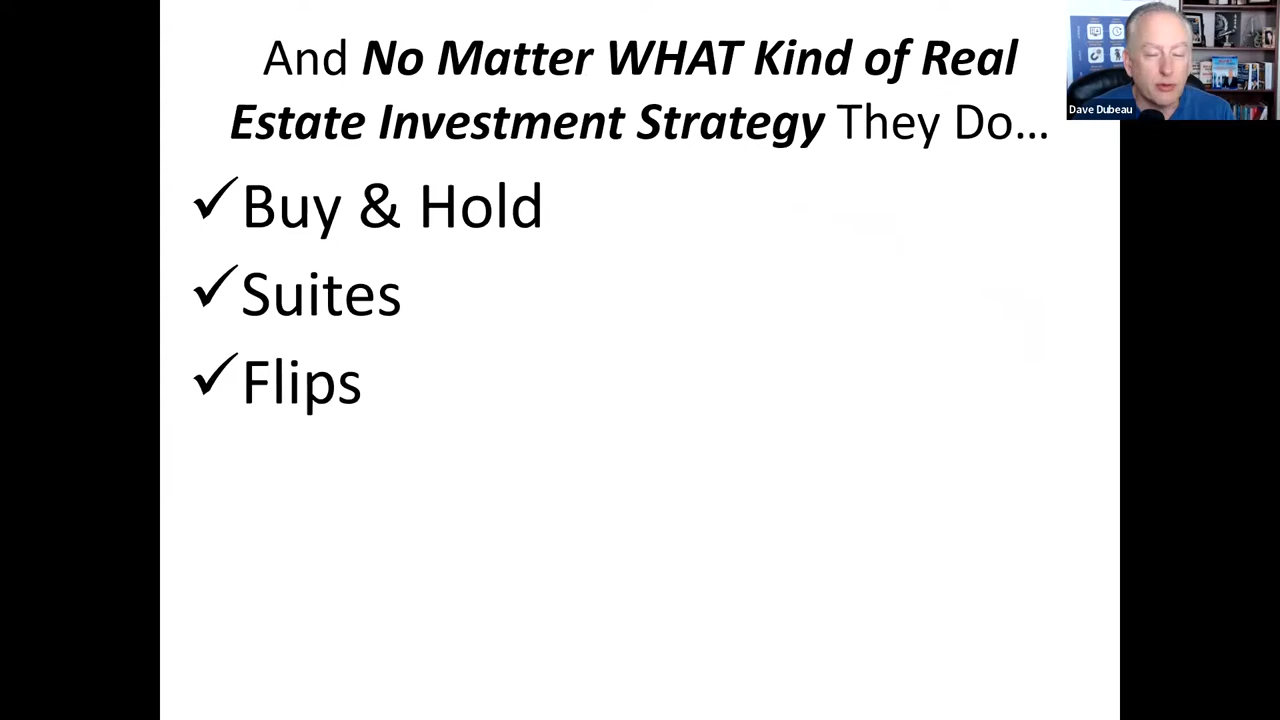 And No Matter WHAT Kind of Real
Estate Investment Strategy They Do…
✓Buy & Hold
✓Suites
✓Flips
Dave Dubeau